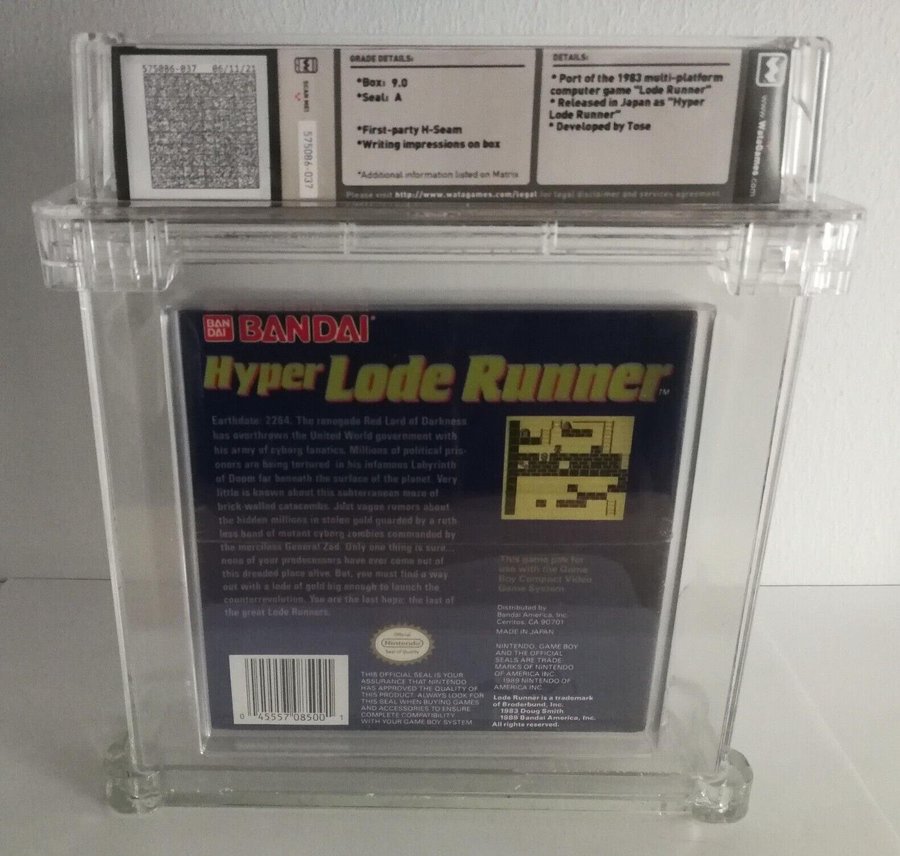 575086-037 06/11/21
SCAN ME!
575086-037
GRADE DETAILS:
*Box: 9.0
*Seal: A
*First-party H-Seam
*Writing impressions on box
*Additional information listed on Matrix
DETAILS:
* Port of the 1983 multi-platform
computer game "Lode Runner"
* Released in Japan as "Hyper
Lode Runner"
* Developed by Tose
Please visit http://www.watagames.com/legal for legal disclaimer and services agreement
www.WataGames.com
BAN
DAI
BANDAI
Hyper Lode Runner™
Earthdate: 2264. The renegade Red Lord of Darkness
has overthrown the United World government with
his army of cyborg fanatics. Millions of political pris-
oners are being tortured in his infamous Labyrinth
of Doom far beneath the surface of the planet. Very
little is known about this subterranean maze of
brick-walled catacombs. Just vague rumors about
the hidden millions in stolen gold guarded by a ruth-
less band of mutant cyborg zombies commanded by
the merciless General Zod. Only one thing is sure...
none of your predecessors have ever come out of
this dreaded place alive. But, you must find a way
out with a lode of gold big enough to launch the
counterrevolution. You are the last hope; the last of
the great Lode Runners.
This game pak for
use with the Game
Boy Compact Video
Game System
Distributed by
Bandai America, Inc.
Cerritos, CA 90701
MADE IN JAPAN
NINTENDO, GAME BOY
AND THE OFFICIAL
SEALS ARE TRADE
MARKS OF NINTENDO
OF AMERICA INC.
© 1989 NINTENDO OF
AMERICA INC.
Lode Runner is a trademark
of Broderbund, Inc.
1983 Doug Smith
1989 Bandai America, Inc.
All rights reserved.
Official
Nintendo
Seal of Quality
THIS OFFICIAL SEAL IS YOUR
ASSURANCE THAT NINTENDO
HAS APPROVED THE QUALITY OF
THIS PRODUCT. ALWAYS LOOK FOR
THIS SEAL WHEN BUYING GAMES
AND ACCESSORIES TO ENSURE
COMPLETE COMPATIBILITY
WITH YOUR GAME BOY SYSTEM
0 45557 08500 1